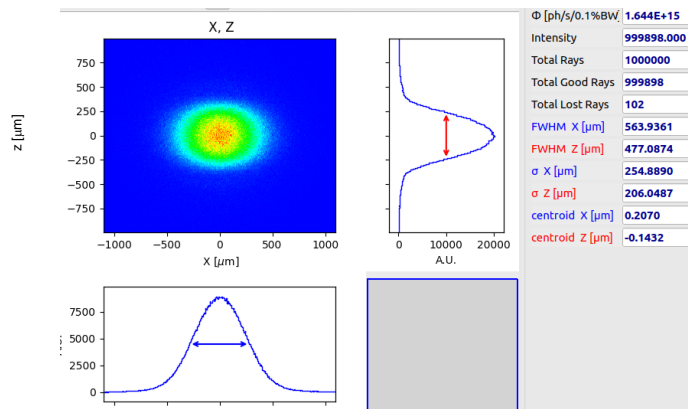 X, Z
750
500
250
0
-250
-500
-750
z [μm]
-1000 -500 0 500 1000
X [μm]
0 10000 20000
A.U.
7500
5000
2500
0
Φ [ph/s/0.1%BW] 1.644E+15
Intensity 999898.000
Total Rays 1000000
Total Good Rays 999898
Total Lost Rays 102
FWHM X [μm] 563.9361
FWHM Z [μm] 477.0874
σ X [μm] 254.8890
σ Z [μm] 206.0487
centroid X [μm] 0.2070
centroid Z [μm] -0.1432